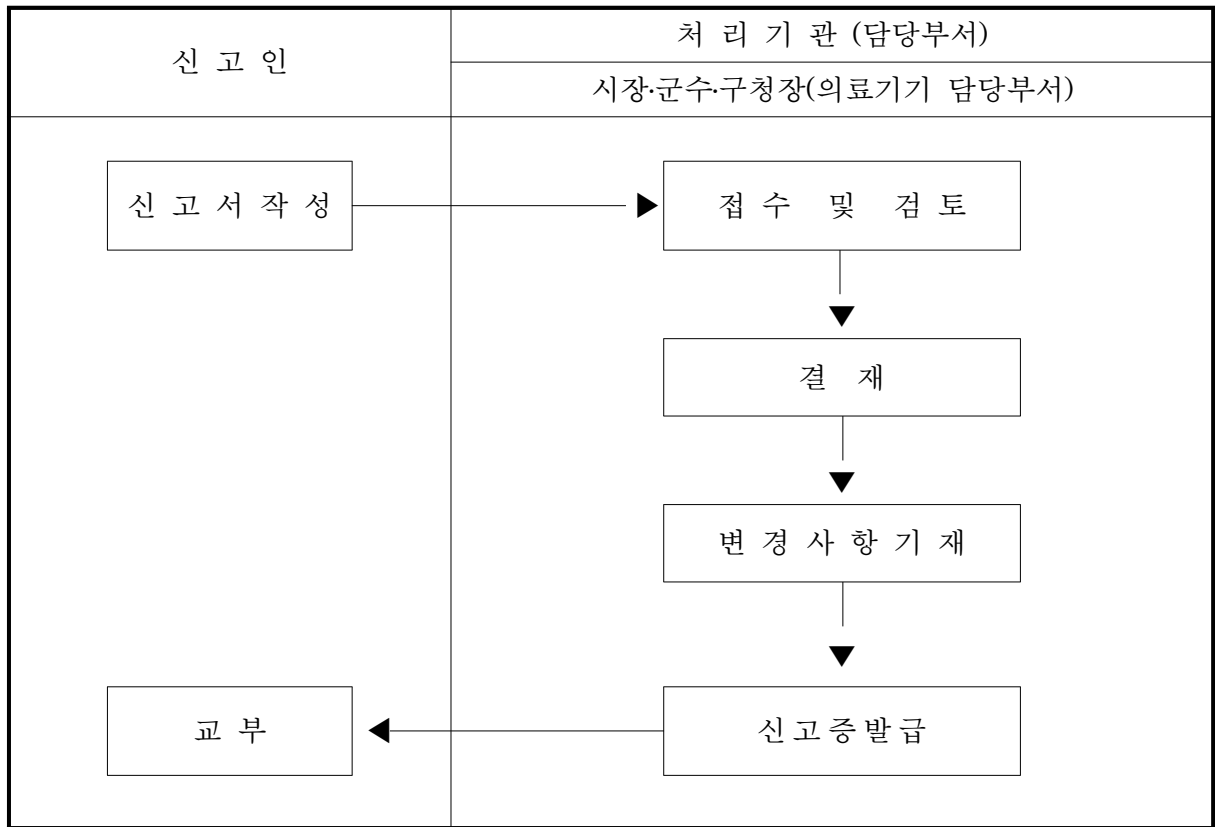 신 고 인
처 리 기 관 (담당부서)
시장·군수·구청장(의료기기 담당부서)
신 고 서 작 성
접 수 및 검 토
결 재
변 경 사 항 기 재
교 부
신 고 증 발 급